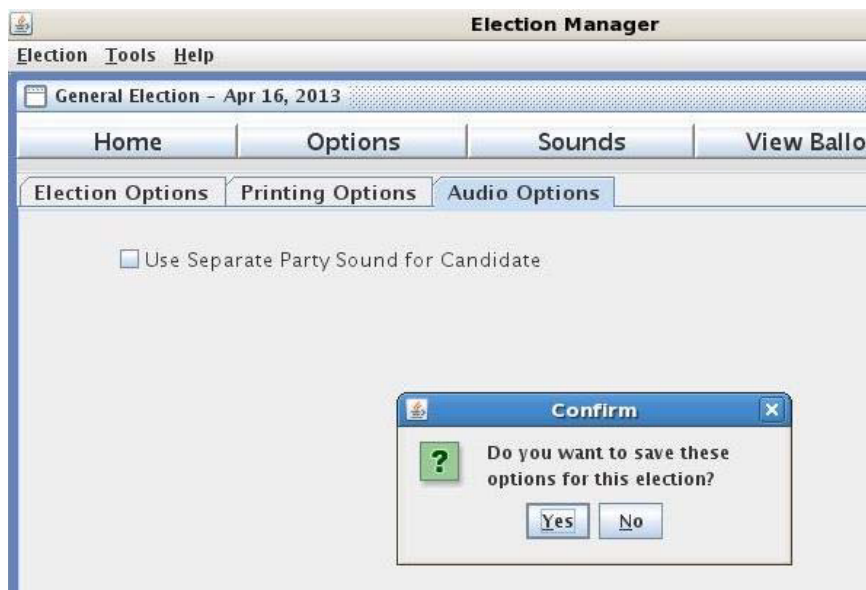 Election Manager
Election Tools Help
General Election - Apr 16, 2013
Home Options Sounds View Ballo
Election Options Printing Options Audio Options
Use Separate Party Sound for Candidate
Confirm
?
Do you want to save these
options for this election?
Yes No